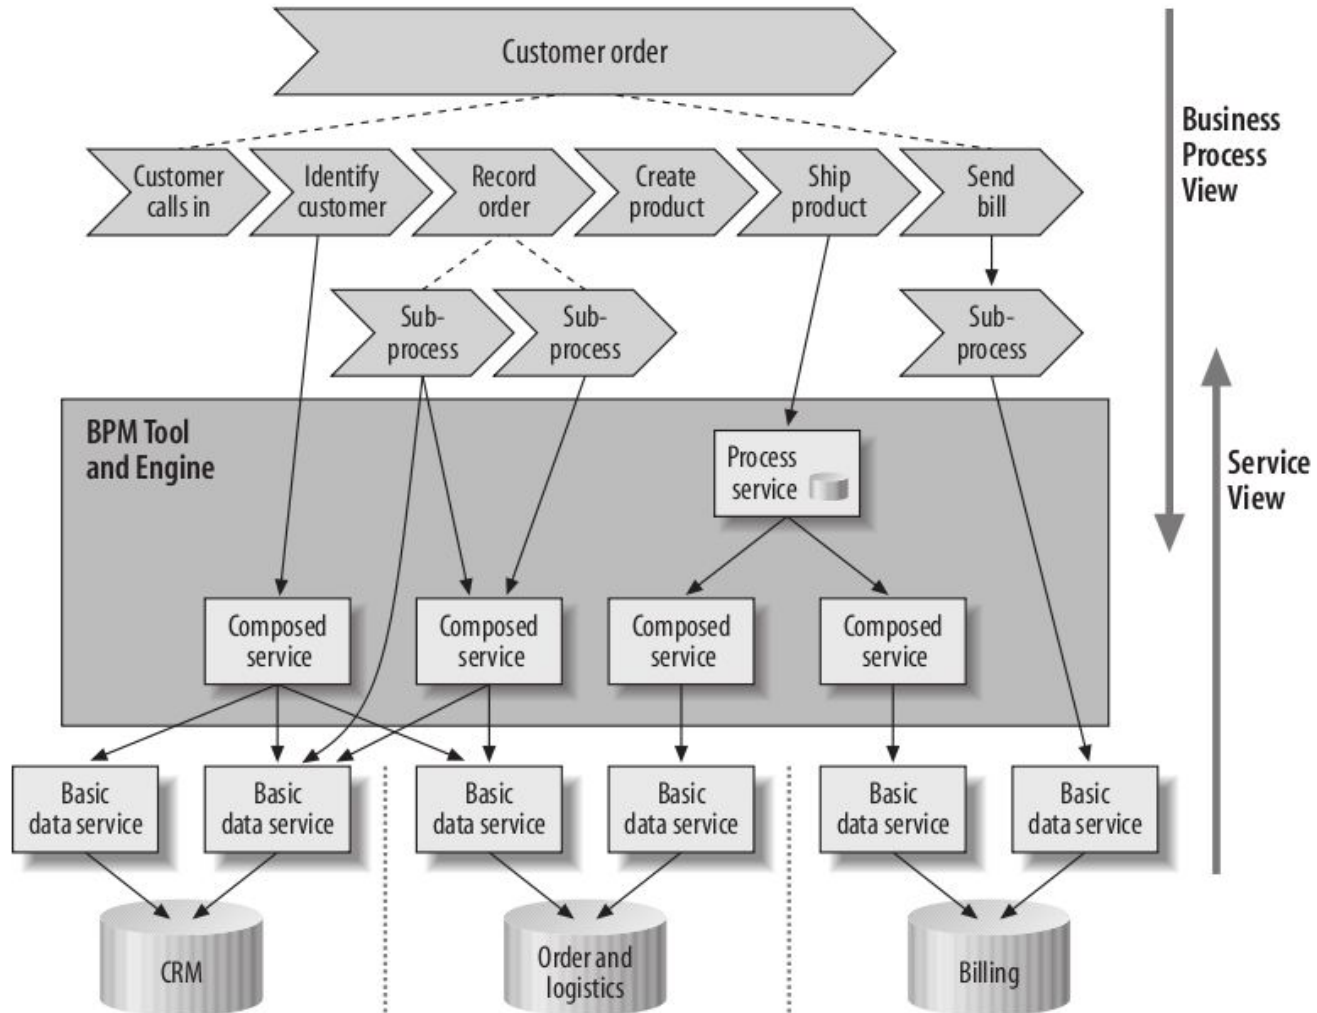 Customer order
Business
Process
View
Customer
calls in
Identify
customer
Record
order
Create
product
Ship
product
Send
bill
Sub-
process
Sub-
process
Sub-
process
BPM Tool
and Engine
Process
service
Service
View
Composed
service
Composed
service
Composed
service
Composed
service
Basic
data service
Basic
data service
Basic
data service
Basic
data service
Basic
data service
Basic
data service
CRM
Order and
logistics
Billing